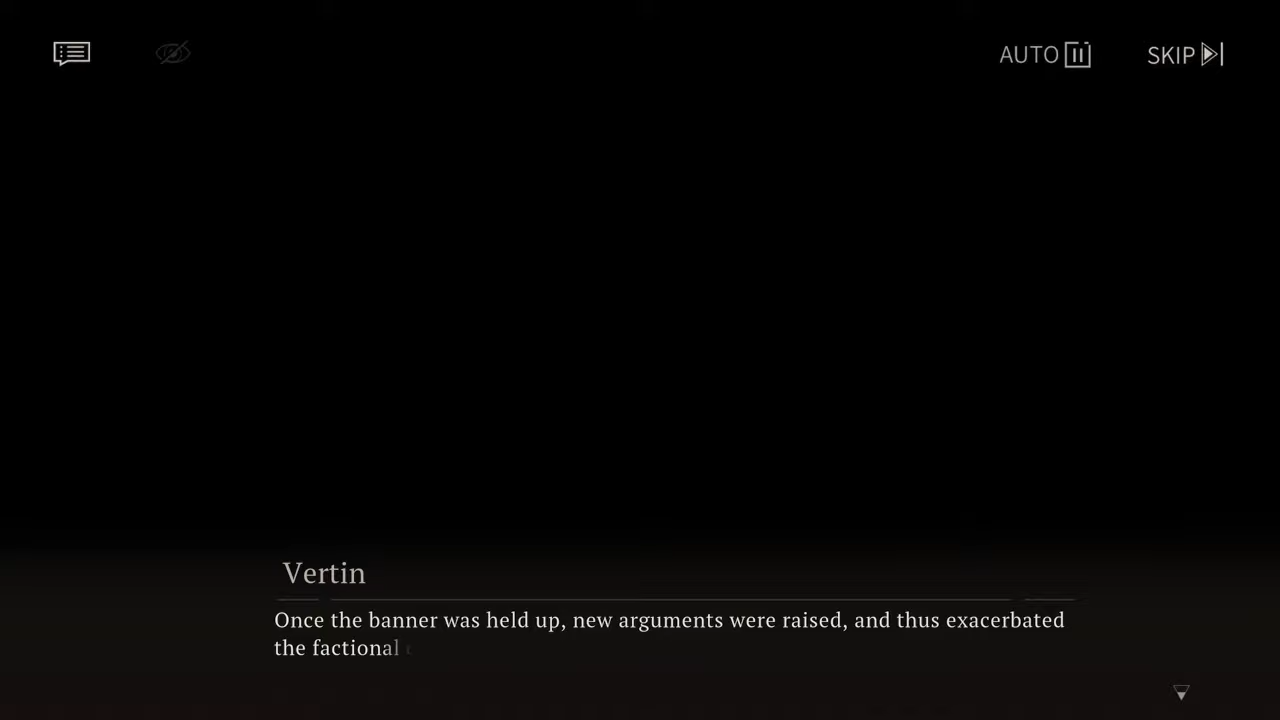 AUTO
SKIP
Vertin
Once the banner was held up, new arguments were raised, and thus exacerbated
the factional